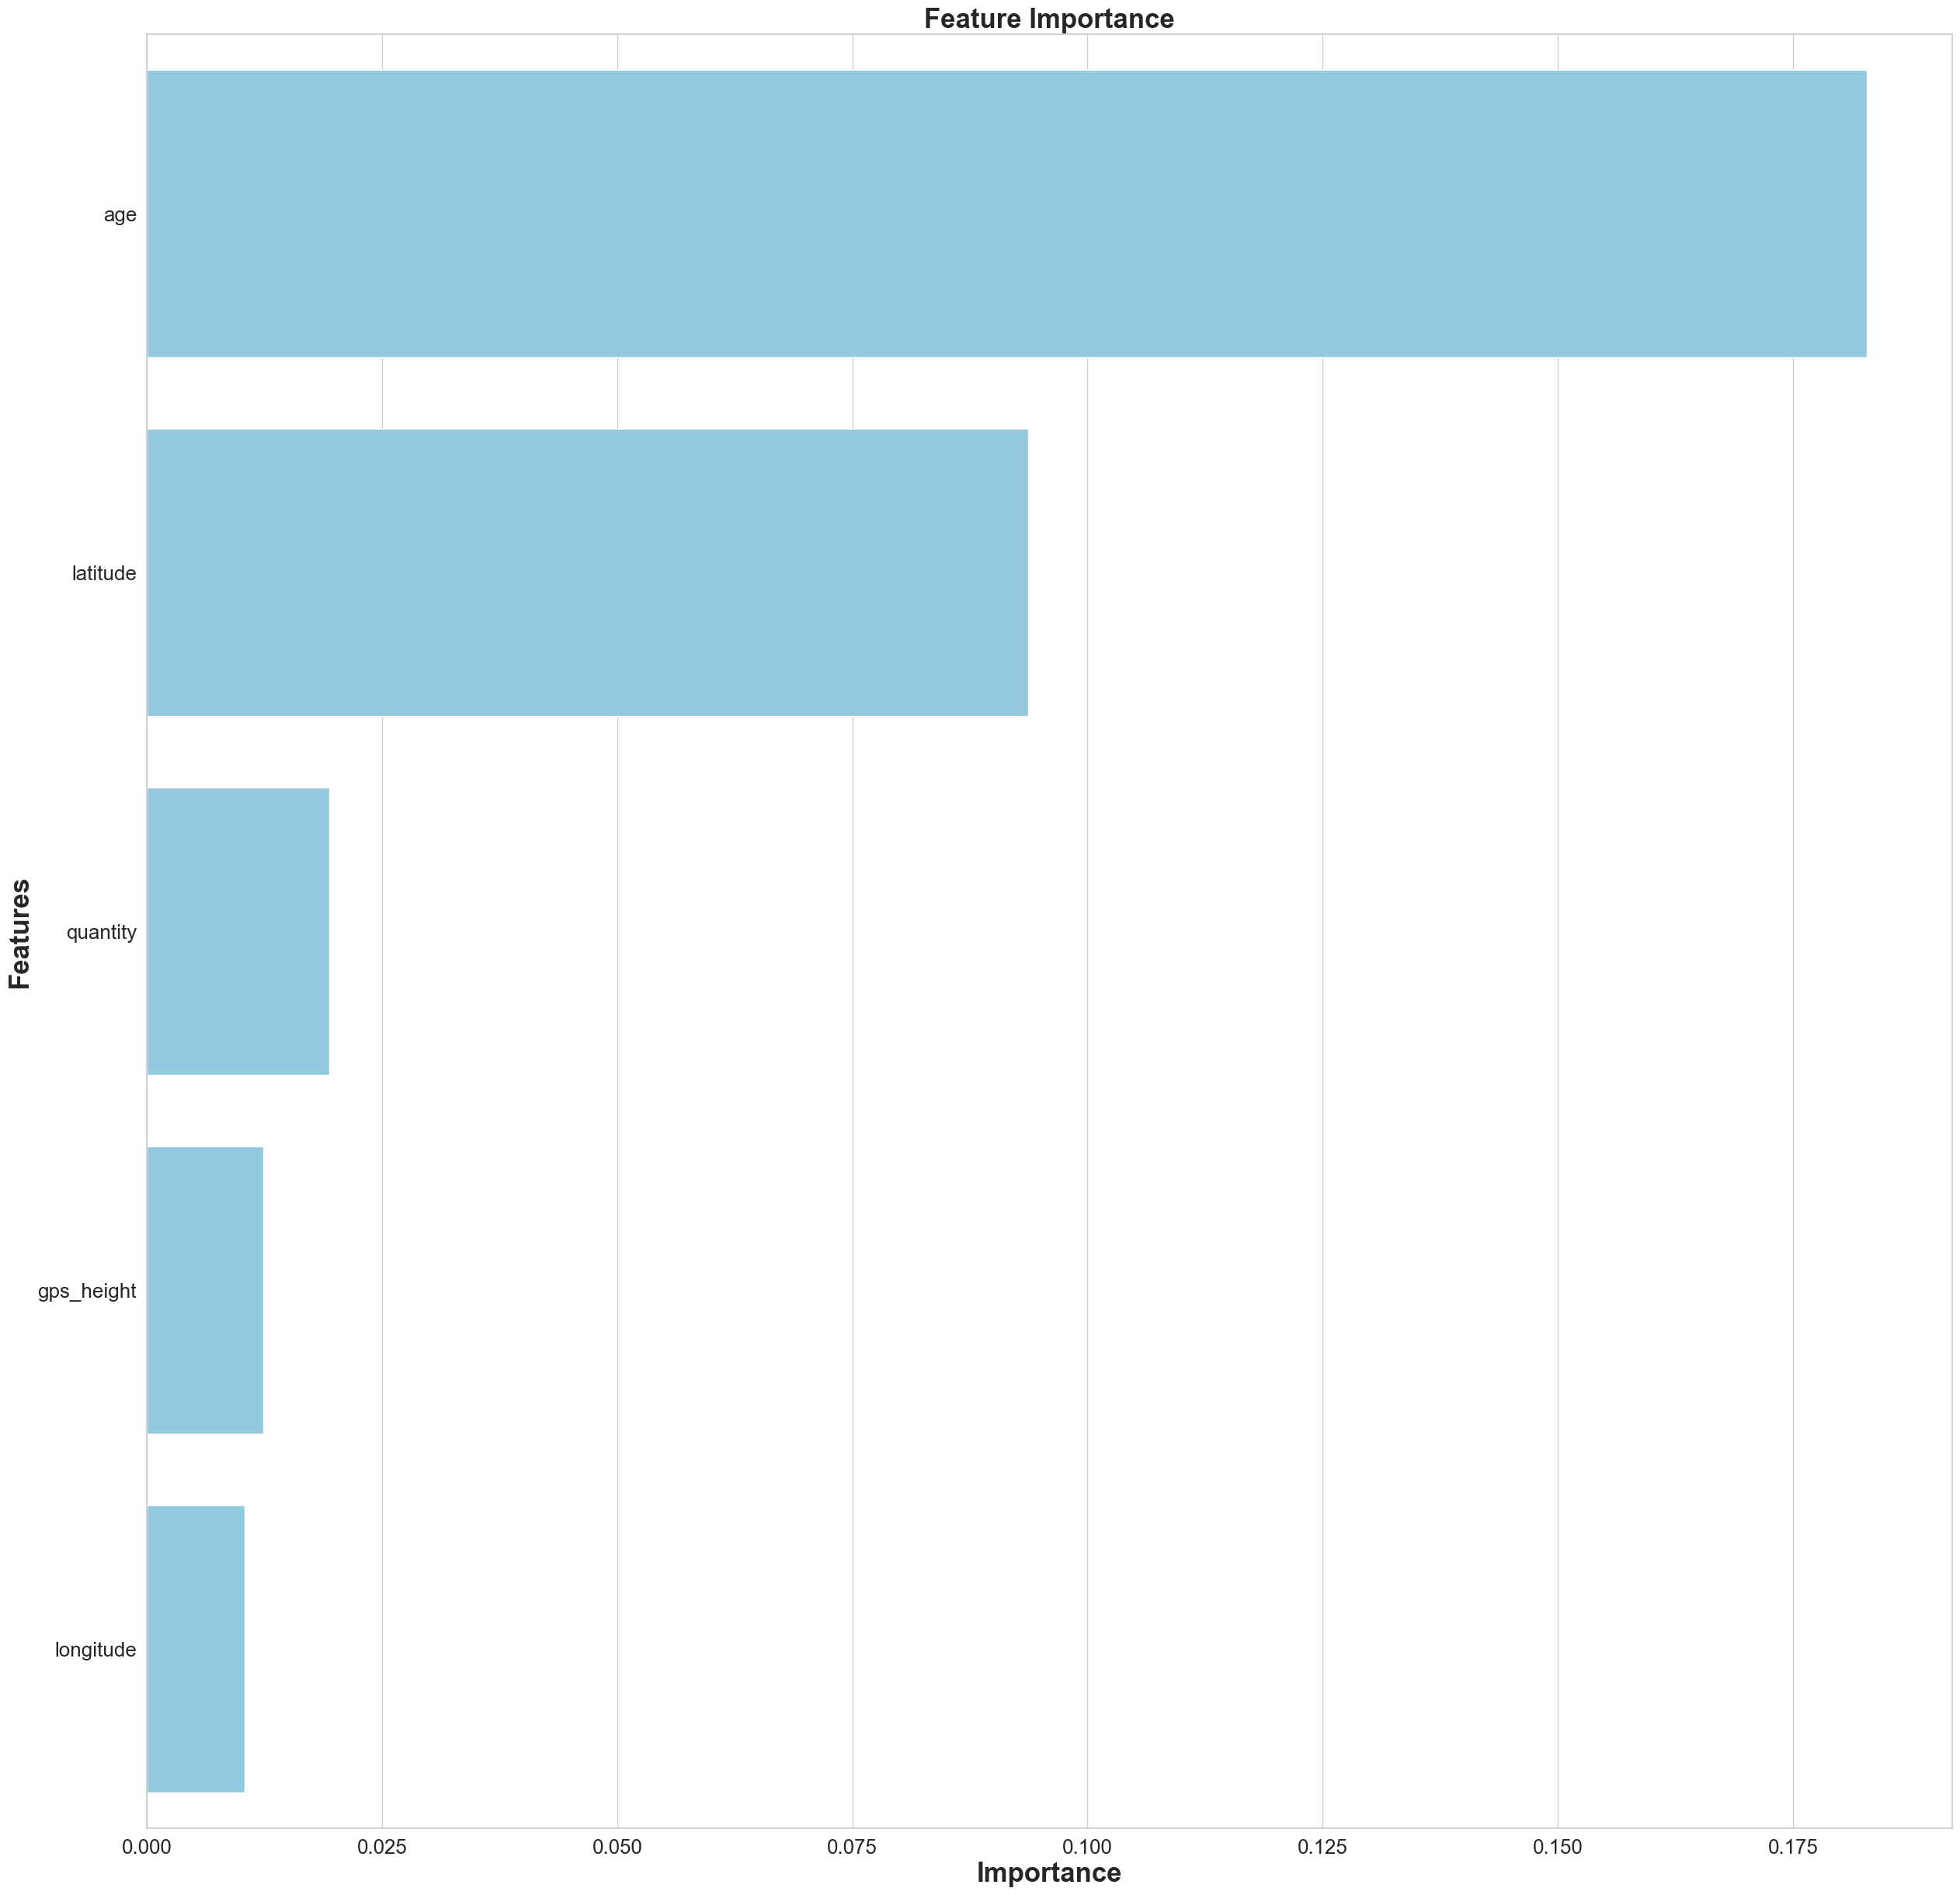 Feature Importance
age
latitude
quantity
gps_height
longitude
Features
0.000 0.025 0.050 0.075 0.100 0.125 0.150 0.175
Importance